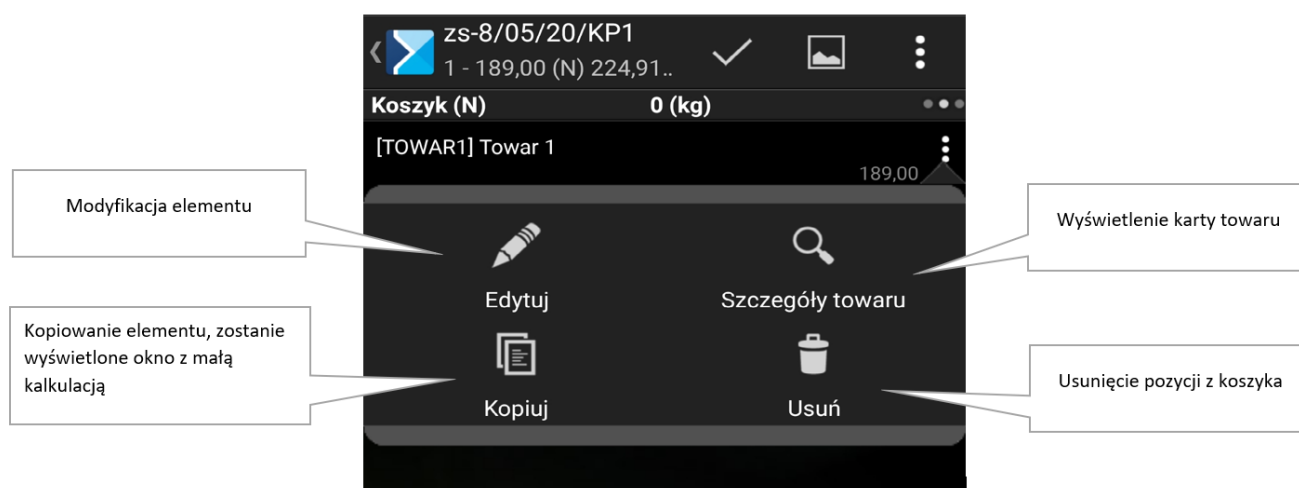 zs-8/05/20/KP1
1 - 189,00 (N) 224,91..
Koszyk (N) 0 (kg)
[TOWAR1] Towar 1
189,00
Modyfikacja elementu
Wyświetlenie karty towaru
Edytuj
Szczegóły towaru
Kopiowanie elementu, zostanie
wyświetlone okno z małą
kalkulacją
Usunięcie pozycji z koszyka
Kopiuj
Usuń